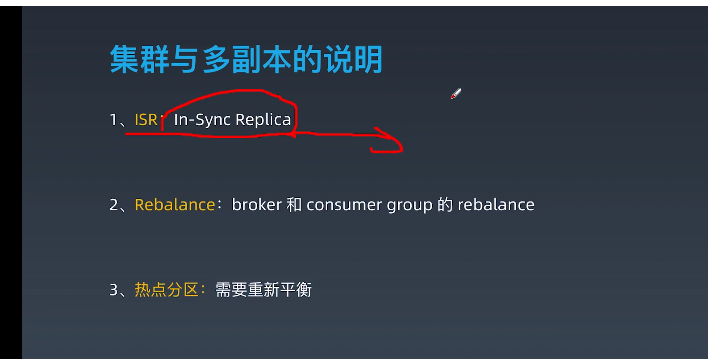 集群与多副本的说明
1、ISR：In-Sync Replica
2、Rebalance：broker 和 consumer group 的 rebalance
3、热点分区：需要重新平衡